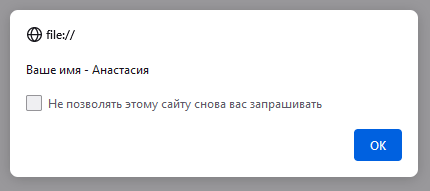 file://
Ваше имя - Анастасия
Не позволять этому сайту снова вас запрашивать
OK